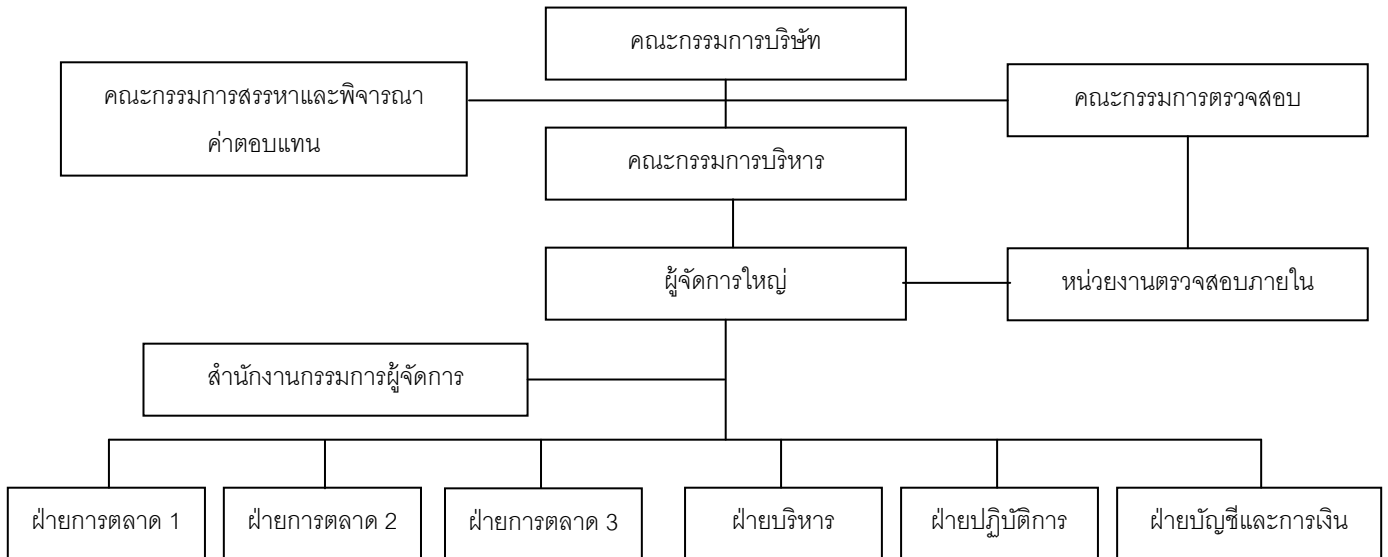 คณะกรรมการบริษัท
คณะกรรมการสรรหาและพิจารณา
ค่าตอบแทน
คณะกรรมการตรวจสอบ
คณะกรรมการบริหาร
ผู้จัดการใหญ่
หน่วยงานตรวจสอบภายใน
สำนักงานกรรมการผู้จัดการ
ฝ่ายการตลาด 1
ฝ่ายการตลาด 2
ฝ่ายการตลาด 3
ฝ่ายบริหาร
ฝ่ายปฏิบัติการ
ฝ่ายบัญชีและการเงิน